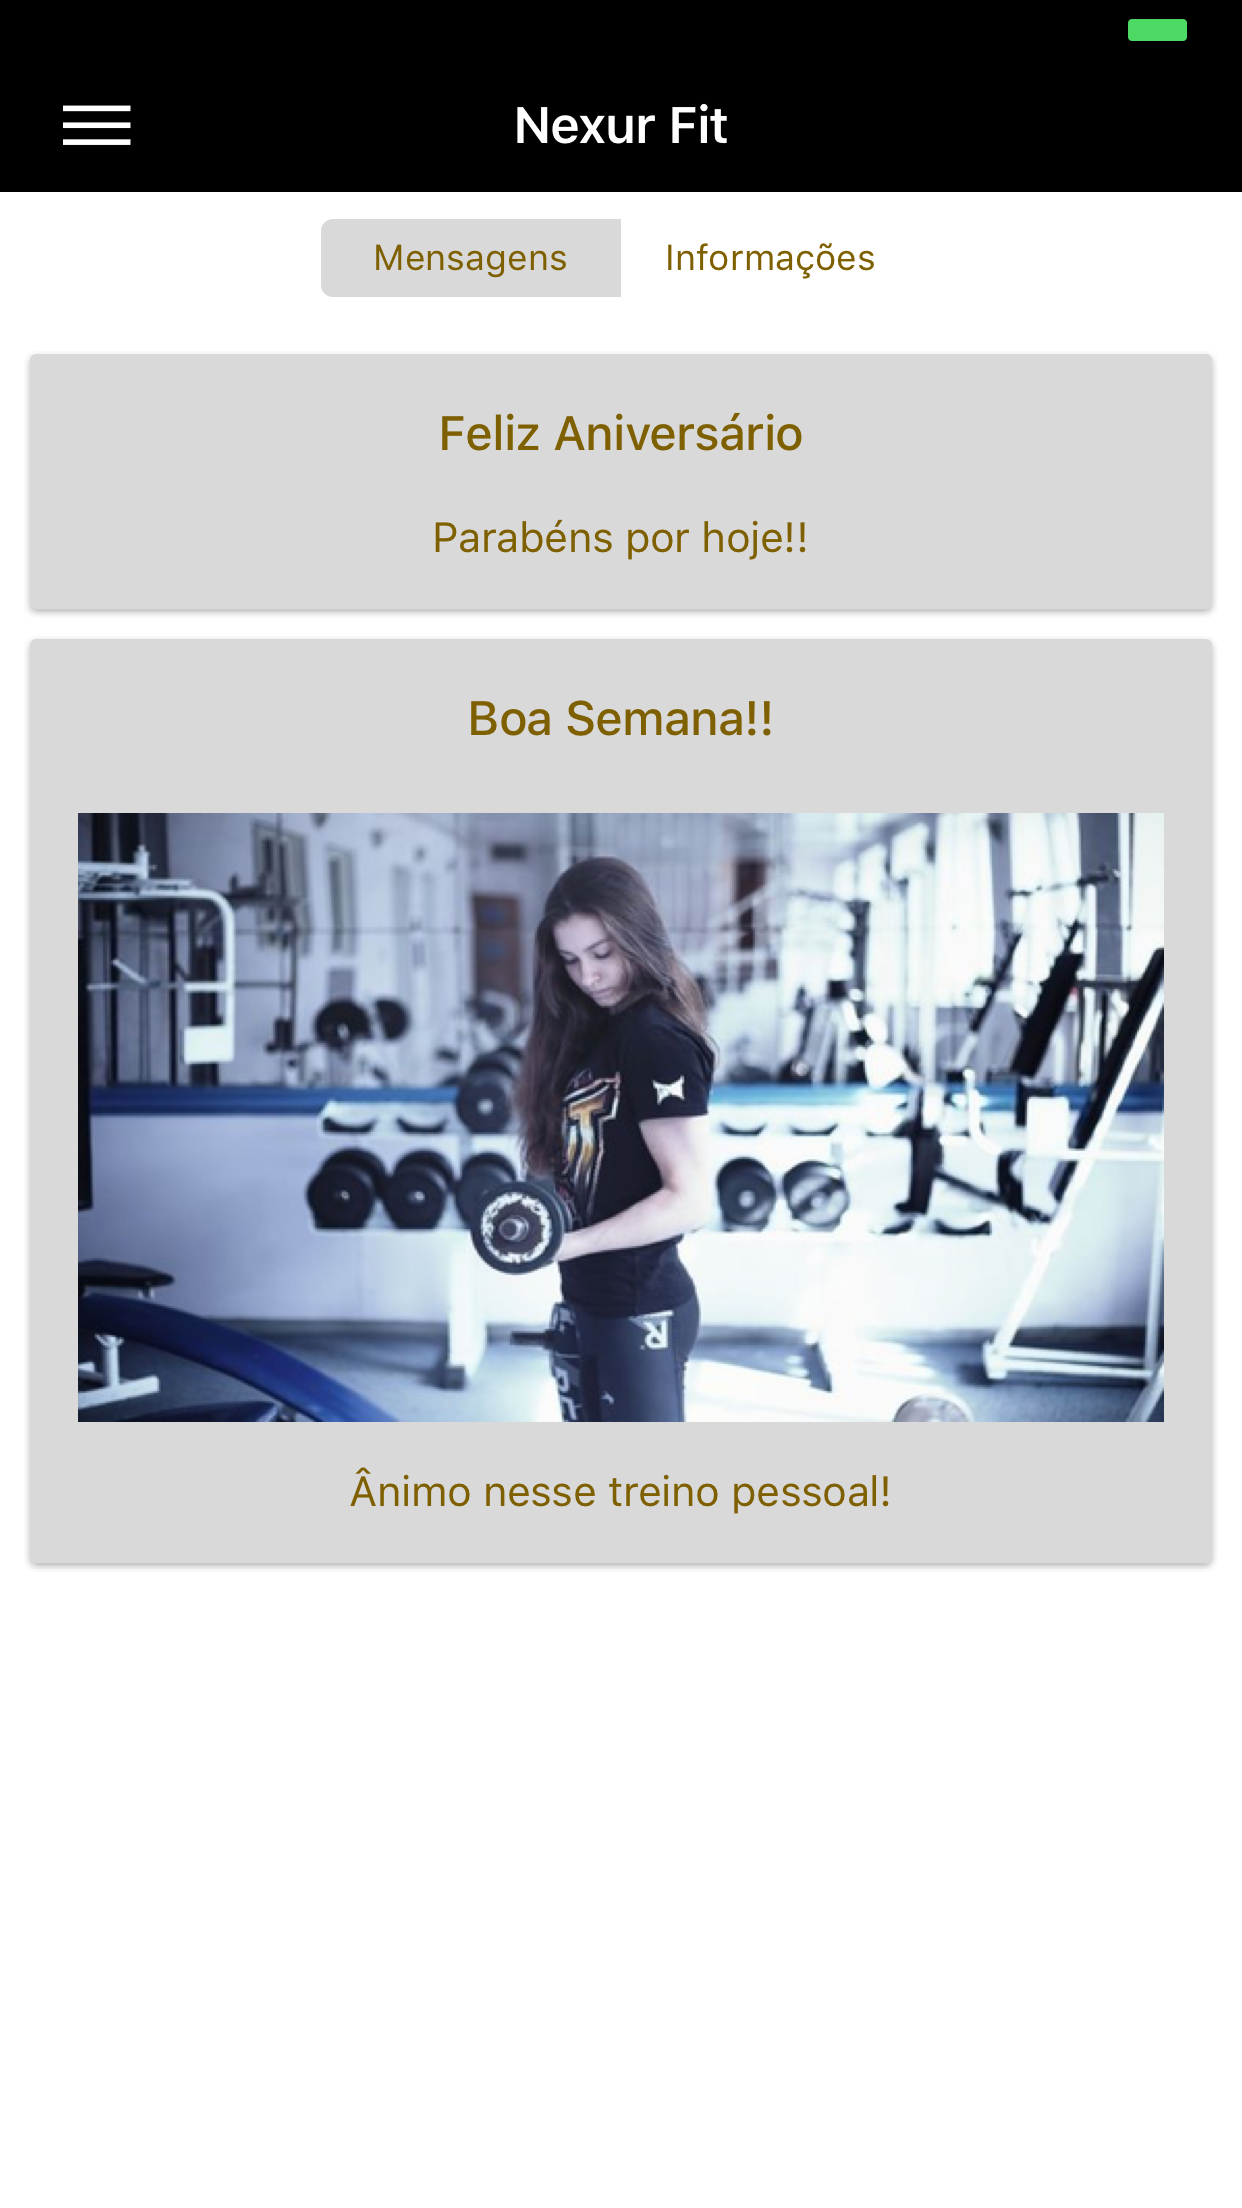 Nexur Fit
Mensagens
Informações
Feliz Aniversário
Parabéns por hoje!!
Boa Semana!!
R
Ânimo nesse treino pessoal!